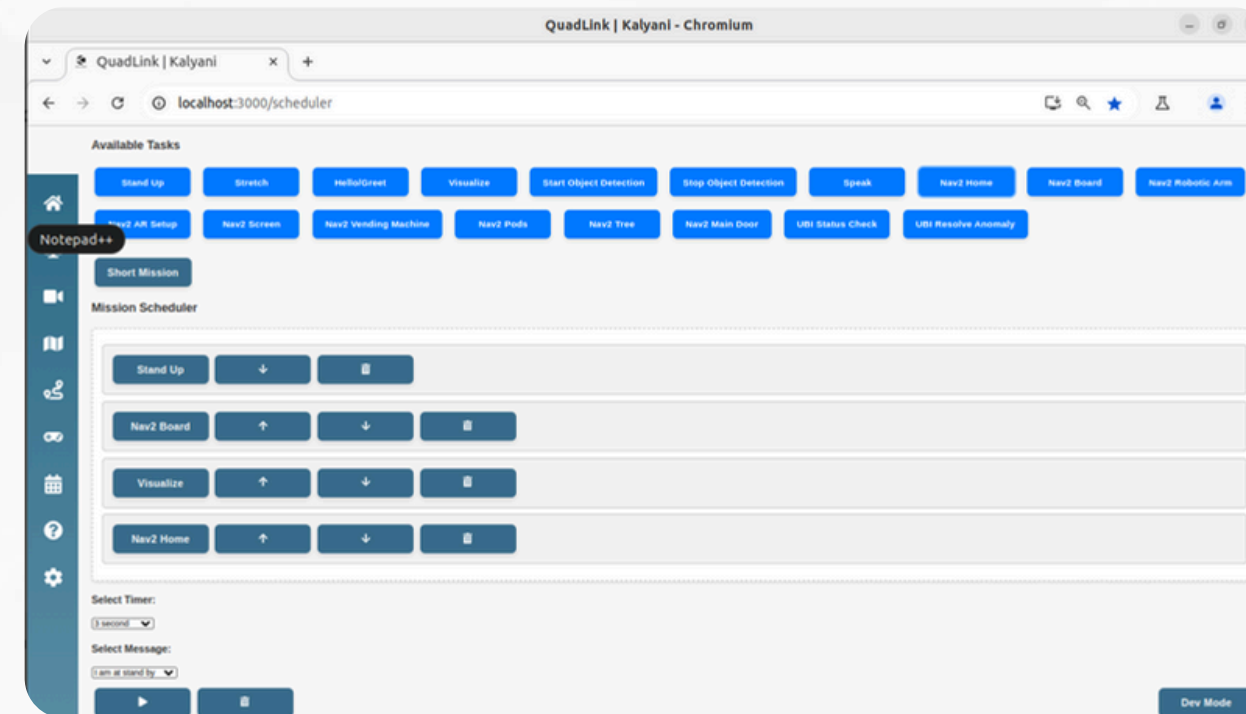 QuadLink | Kalyani - Chromium
QuadLink | Kalyani
localhost:3000/scheduler
Available Tasks
Stand Up Stretch Hello/Greet Visualize Start Object Detection Stop Object Detection Speak Nav2 Home Nav2 Board Nav2 Robotic Arm
Nav2 AR Setup Nav2 Screen Nav2 Vending Machine Nav2 Pods Nav2 Tree Nav2 Main Door UBI Status Check UBI Resolve Anomaly
Notepad++
Short Mission
Mission Scheduler
Stand Up
Nav2 Board
Visualize
Nav2 Home
Select Timer:
3 second
Select Message:
I am at stand by
Dev Mode